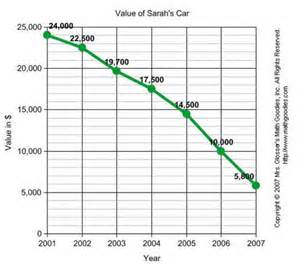 Value of Sarah's Car
30,000
25,000
20,000
15,000
10,000
5,000
0
Value in $
24,000
22,500
19,700
17,500
14,500
10,000
5,800
2001 2002 2003 2004 2005 2006 2007
Year
Copyright © 2007 Mrs. Glosser's Math Goodies, Inc. All Rights Reserved.
http://www.mathgoodies.com